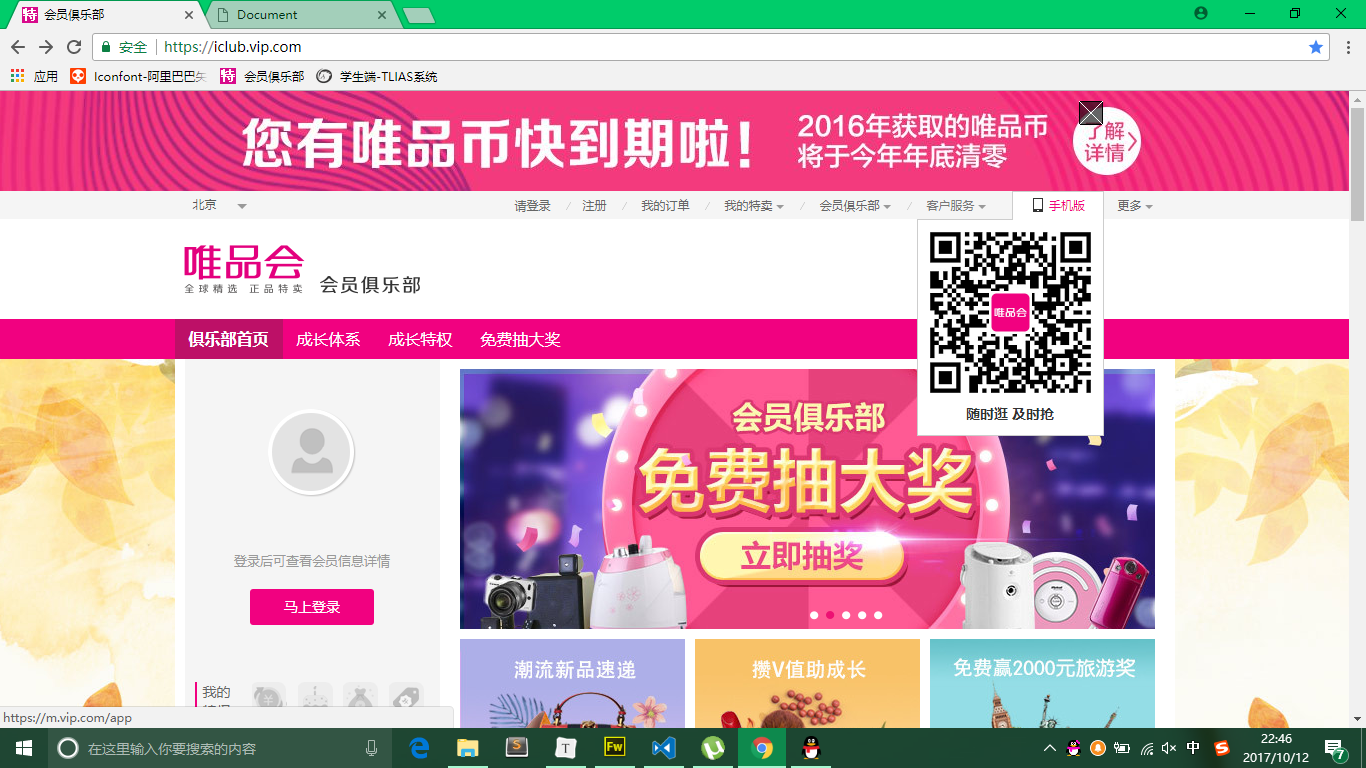 特 会员俱乐部
Document
安全 https://iclub.vip.com
应用 Iconfont-阿里巴巴矢 特 会员俱乐部 学生端-TLIAS系统
您有唯品币快到期啦！
2016年获取的唯品币
将于今年年底清零
了解
详情
北京 请登录 / 注册 / 我的订单 / 我的特卖 / 会员俱乐部 / 客户服务 手机版 更多
唯品会
全球精选 正品特卖
会员俱乐部
唯品会
随时逛 及时抢
俱乐部首页 成长体系 成长特权 免费抽大奖
登录后可查看会员信息详情
马上登录
会员俱乐部
免费抽大奖
立即抽奖
我的
潮流新品速递
攒V值助成长
免费赢2000元旅游奖
https://m.vip.com/app
在这里输入你要搜索的内容
S T Fw
中 S
22:46
2017/10/12
7